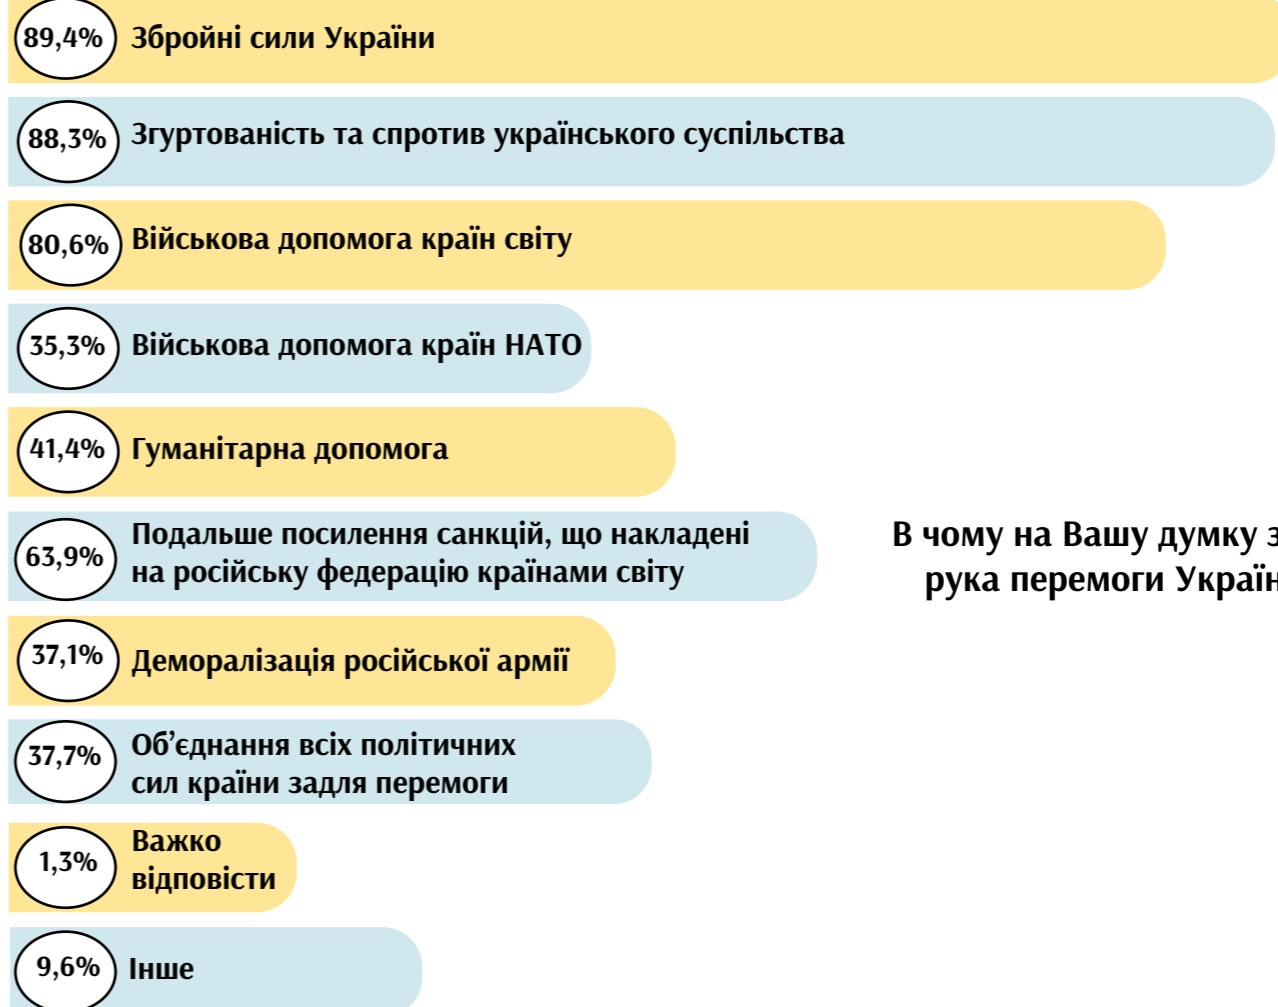 89,4% Збройні сили України
88,3% Згуртованість та спротив українського суспільства
80,6% Військова допомога країн світу
35,3% Військова допомога країн НАТО
41,4% Гуманітарна допомога
63,9% Подальше посилення санкцій, що накладені
на російську федерацію країнами світу
В чому на Вашу думку
рука перемоги
37,1% Деморалізація російської армії
37,7% Об’єднання всіх політичних
сил країни задля перемоги
1,3% Важко
відповісти
9,6% Інше